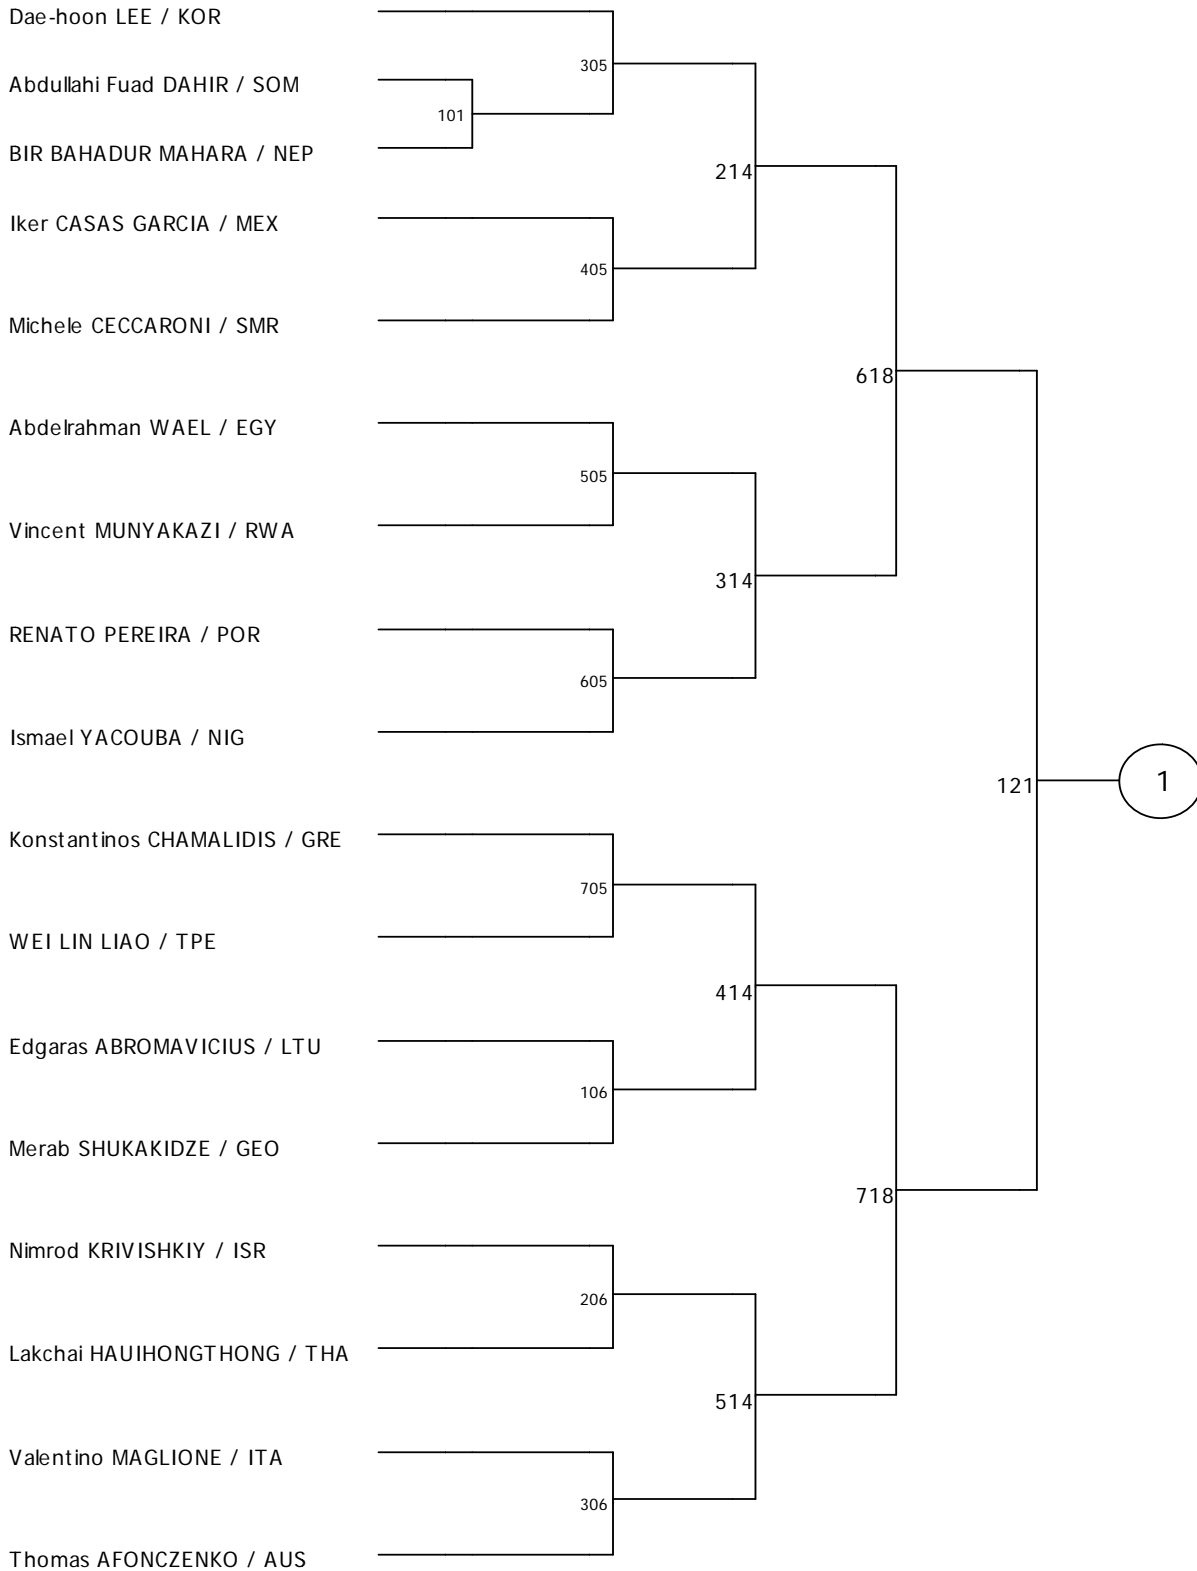 Dae-hoon LEE / KOR
305
Abdullahi Fuad DAHIR / SOM
101
BIR BAHADUR MAHARA / NEP
214
Iker CASAS GARCIA / MEX
405
Michele CECCARONI / SMR
618
Abdelrahman WAEL / EGY
505
Vincent MUNYAKAZI / RWA
314
RENATO PEREIRA / POR
605
Ismael YACOUBA / NIG
121
1
Konstantinos CHAMALIDIS / GRE
705
WEI LIN LIAO / TPE
414
Edgaras ABROMAVICIUS / LTU
106
Merab SHUKAKIDZE / GEO
718
Nimrod KRIVISHKIY / ISR
206
Lakchai HAUIHONGTHONG / THA
514
Valentino MAGLIONE / ITA
306
Thomas AFONCZENKO / AUS